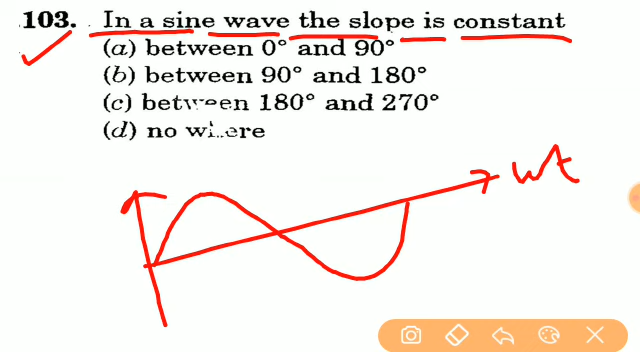 103. In a sine wave the slope is constant
(a) between 0° and 90°
(b) between 90° and 180°
(c) between 180° and 270°
(d) no where
wt